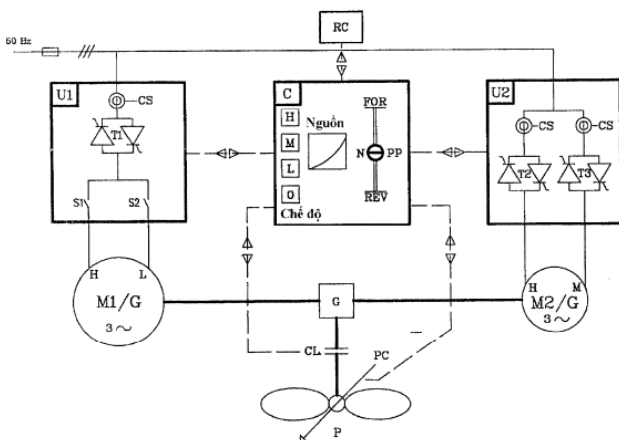 RC
50 Hz
U1
CS
T1
S1
S2
H
L
M1/G
3~
C
H
M
L
0
Nguồn
Chế độ
FOR
N
PP
REV
U2
CS
CS
T2
T3
H
M
M2/G
3~
G
CL
PC
P